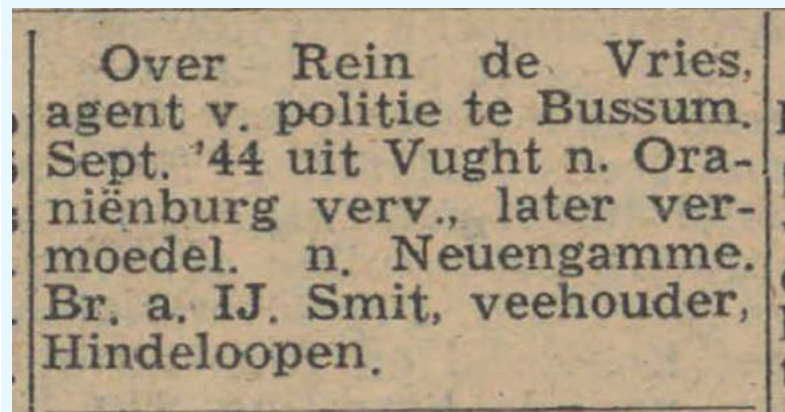 Over Rein de Vries,
agent v. politie te Bussum.
Sept. '44 uit Vught n. Ora-
niënburg verv., later ver-
moedel. n. Neuengamme.
Br. a. IJ. Smit, veehouder,
Hindeloopen.